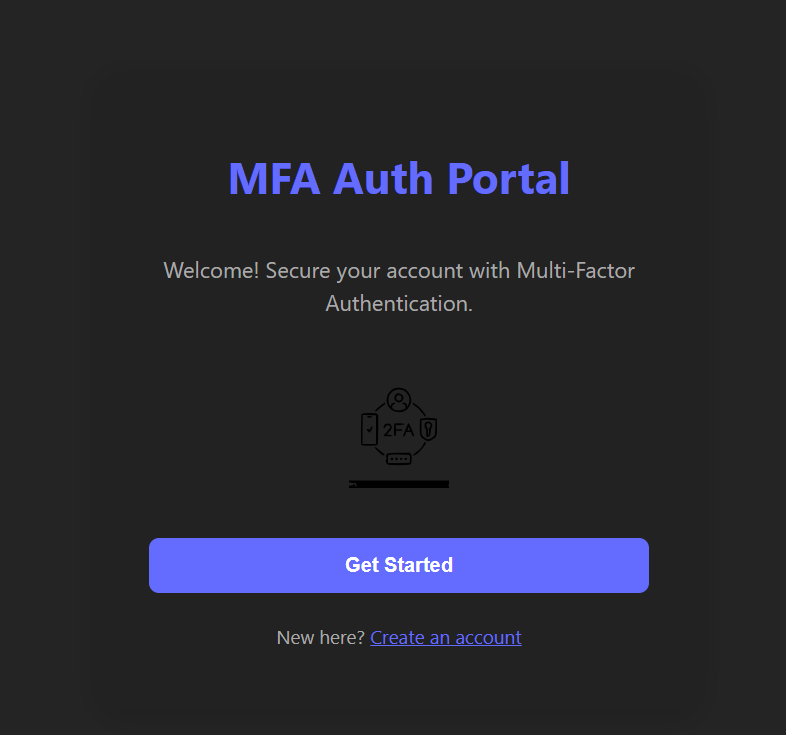 MFA Auth Portal
Welcome! Secure your account with Multi-Factor
Authentication.
2FA
Get Started
New here? Create an account